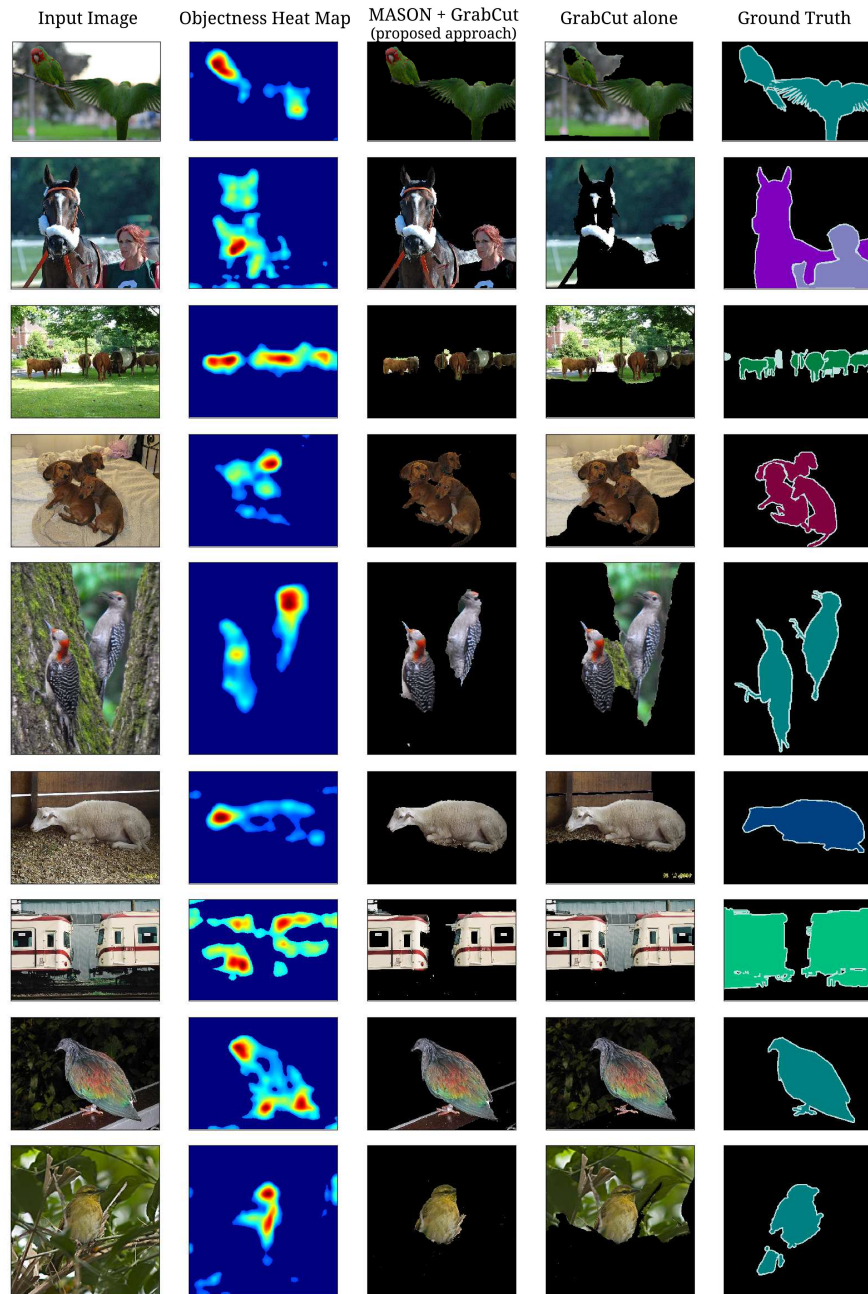 Input Image
Objectness Heat Map
MASON + GrabCut
(proposed approach)
GrabCut alone
Ground Truth